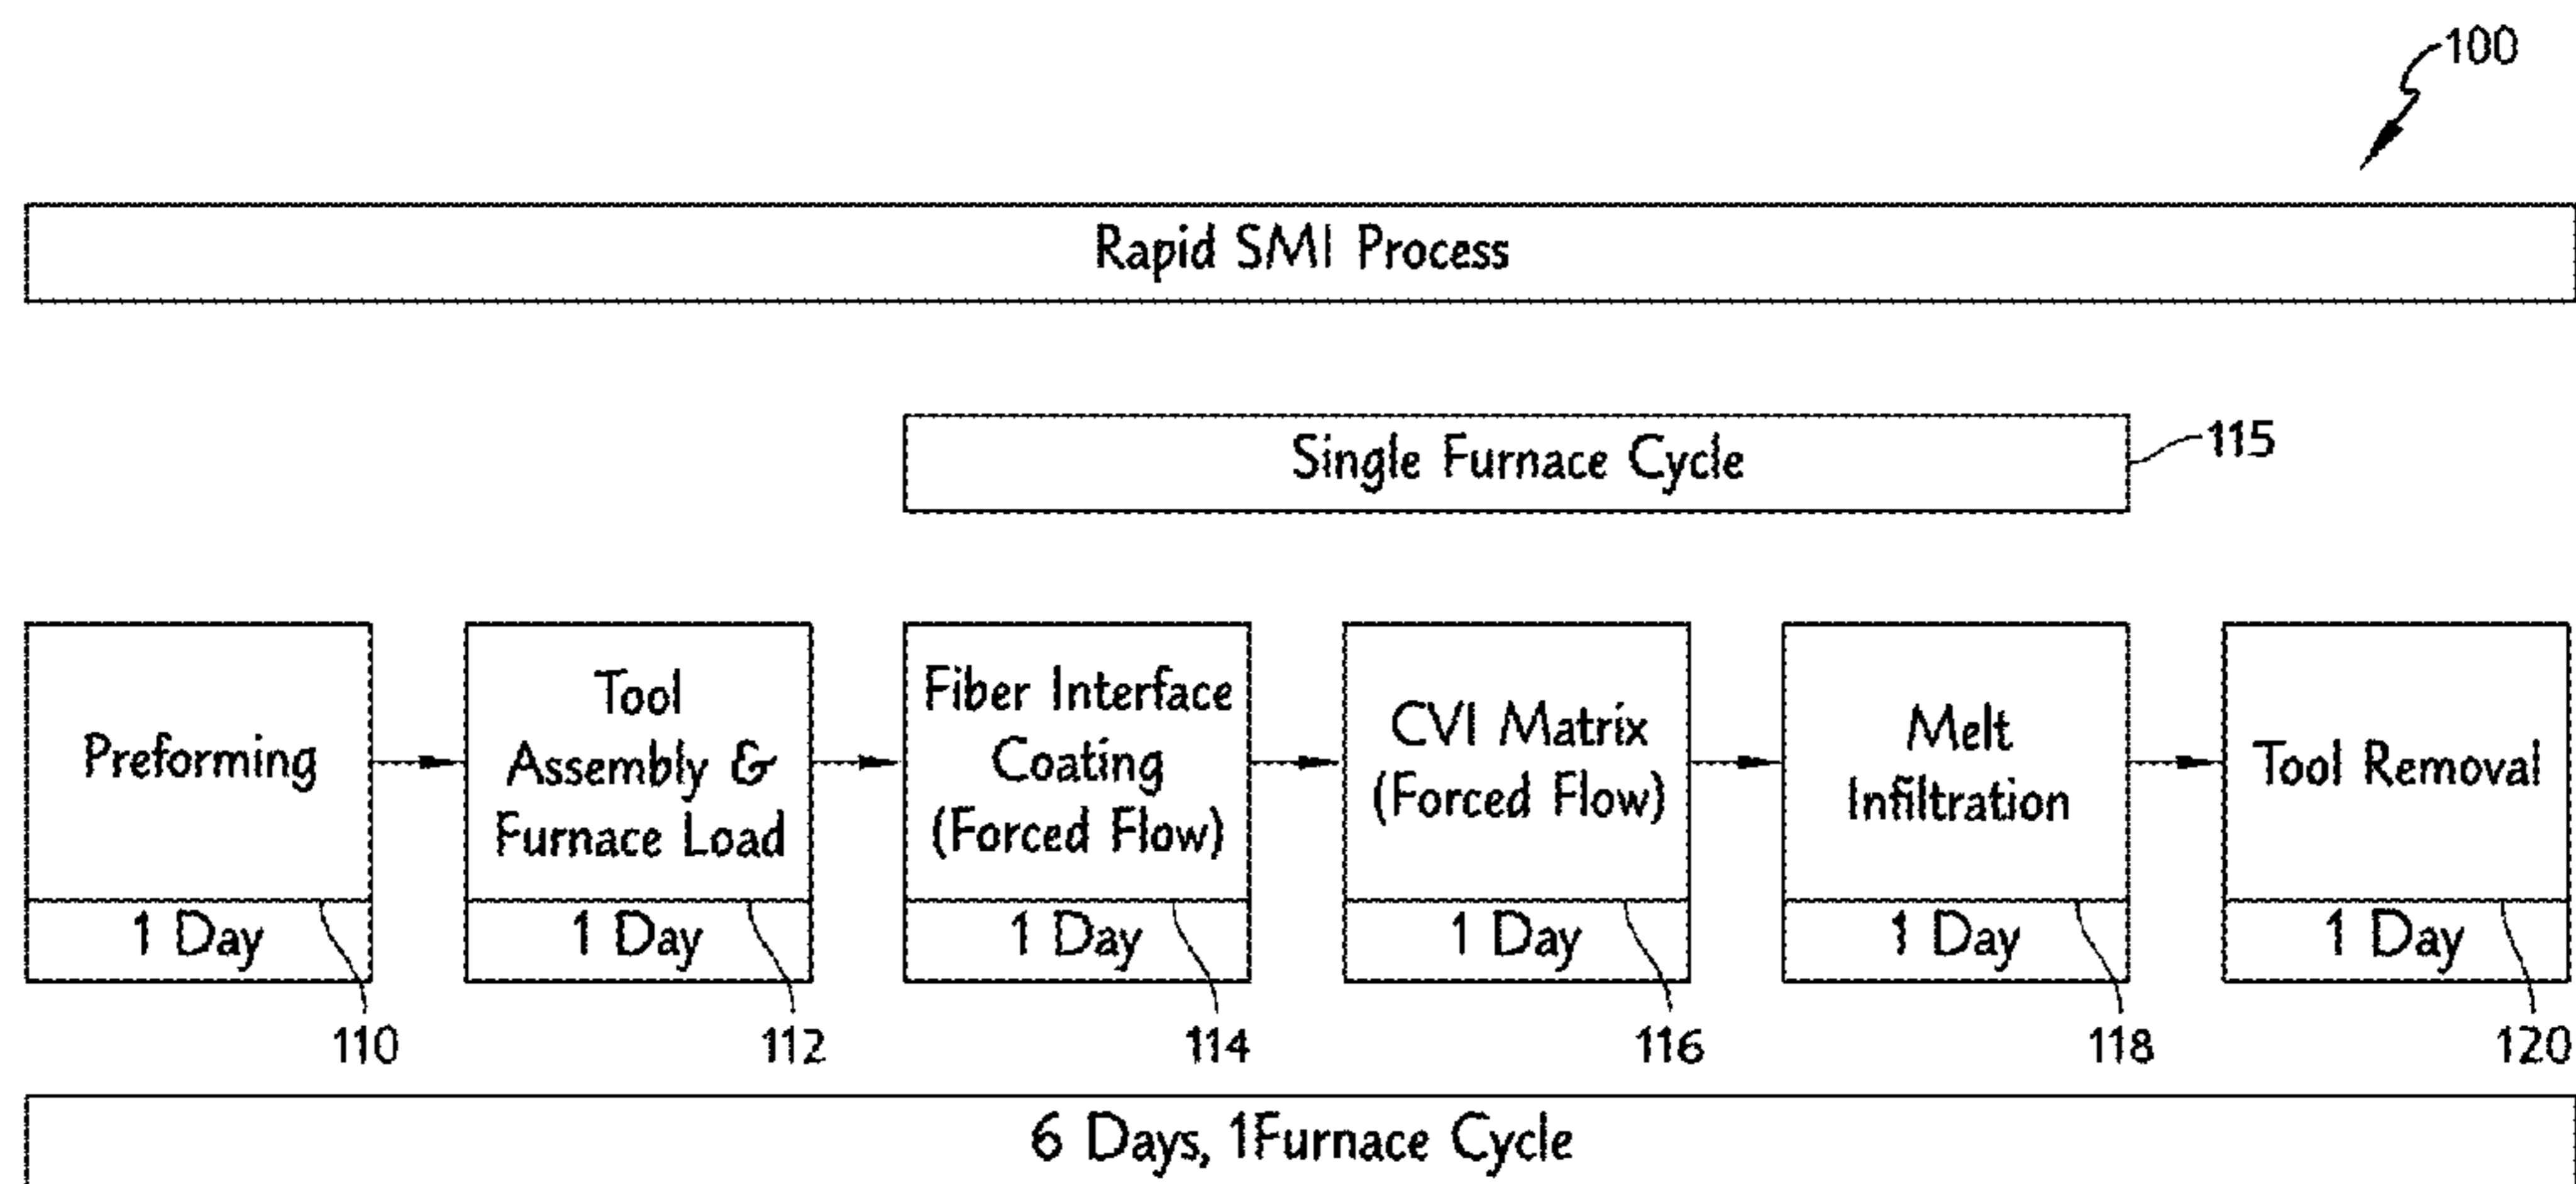 100
Rapid SMI Process
Single Furnace Cycle
115
Preforming
1 Day
110
Tool
Assembly &
Furnace Load
1 Day
112
Fiber Interface
Coating
(Forced Flow)
1 Day
114
CVI Matrix
(Forced Flow)
1 Day
116
Melt
Infiltration
1 Day
118
Tool Removal
1 Day
120
6 Days, 1Furnace Cycle